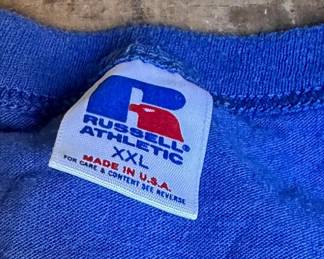 RUSSELL®
ATHLETIC
XXL
MADE IN U.S.A.
FOR CARE & CONTENT SEE REVERSE